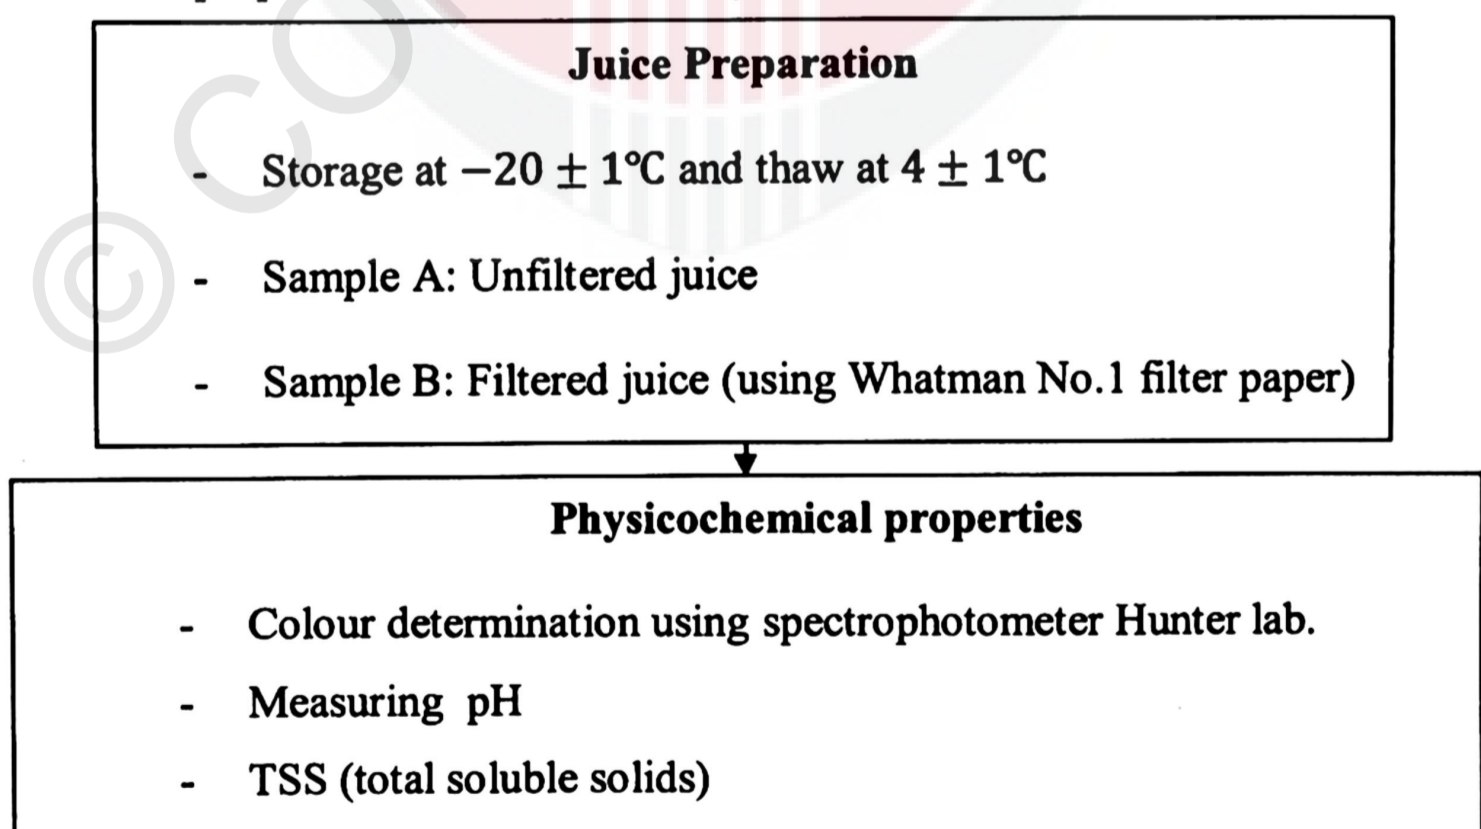 Juice Preparation
- Storage at −20 ± 1°C and thaw at 4 ± 1°C
- Sample A: Unfiltered juice
- Sample B: Filtered juice (using Whatman No.1 filter paper)
Physicochemical properties
- Colour determination using spectrophotometer Hunter lab.
- Measuring pH
- TSS (total soluble solids)